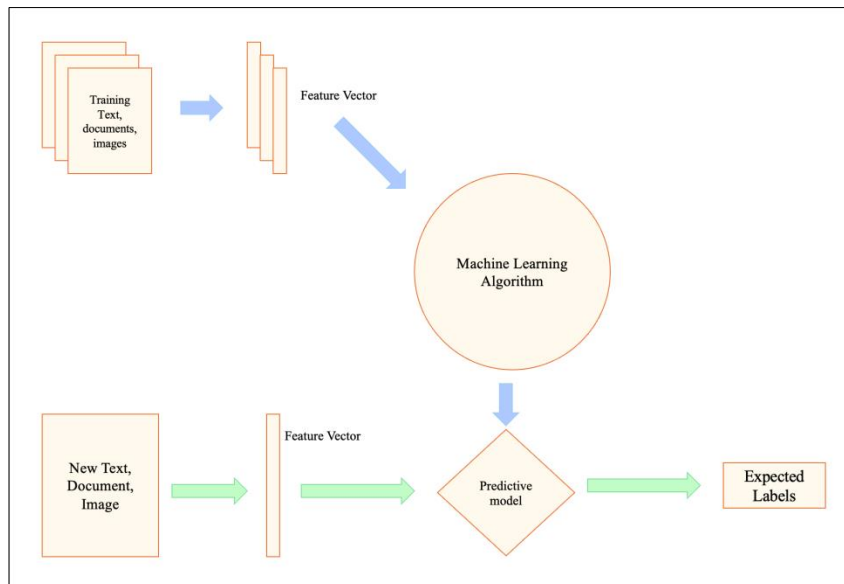 Training
Text,
documents,
images
Feature Vector
Machine Learning
Algorithm
New Text,
Document,
Image
Feature Vector
Predictive
model
Expected
Labels